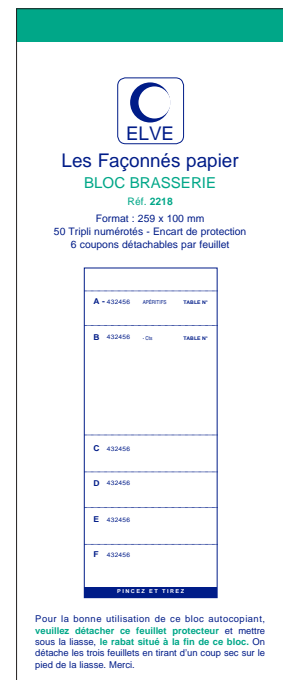 ELVE
Les Façonnés papier
BLOC BRASSERIE
Réf. 2218
Format : 259 x 100 mm
50 Tripli numérotés - Encart de protection
6 coupons détachables par feuillet
A - 432456 APÉRITIFS TABLE N°
B 432456 - Cts TABLE N°
C 432456
D 432456
E 432456
F 432456
PINCEZ ET TIREZ
Pour la bonne utilisation de ce bloc autocopiant,
veuillez détacher ce feuillet protecteur et mettre
sous la liasse, le rabat situé à la fin de ce bloc. On
détache les trois feuillets en tirant d'un coup sec sur le
pied de la liasse. Merci.